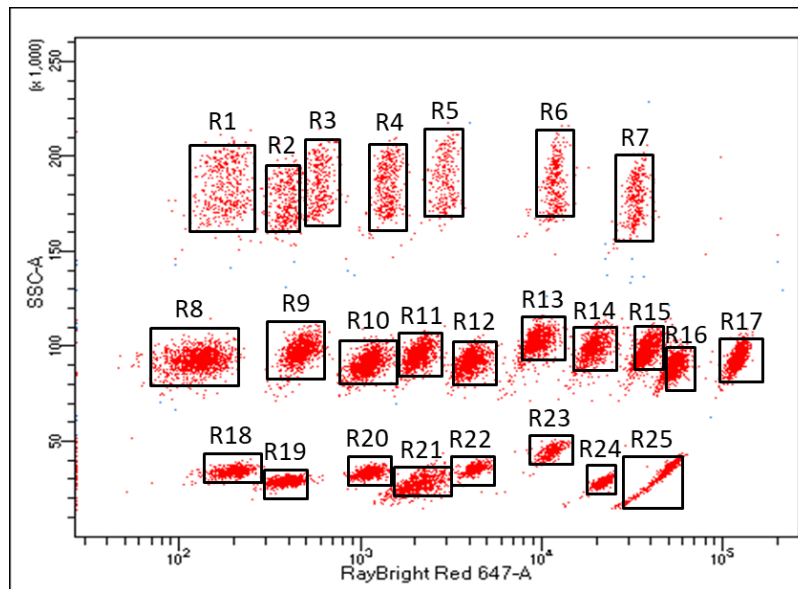 (x 1,000)
250
200
150
100
50
SSC-A
R1
R2
R3
R4
R5
R6
R7
R8
R9
R10
R11
R12
R13
R14
R15
R16
R17
R18
R19
R20
R21
R22
R23
R24
R25
10²
10³
10⁴
10⁵
RayBright Red 647-A